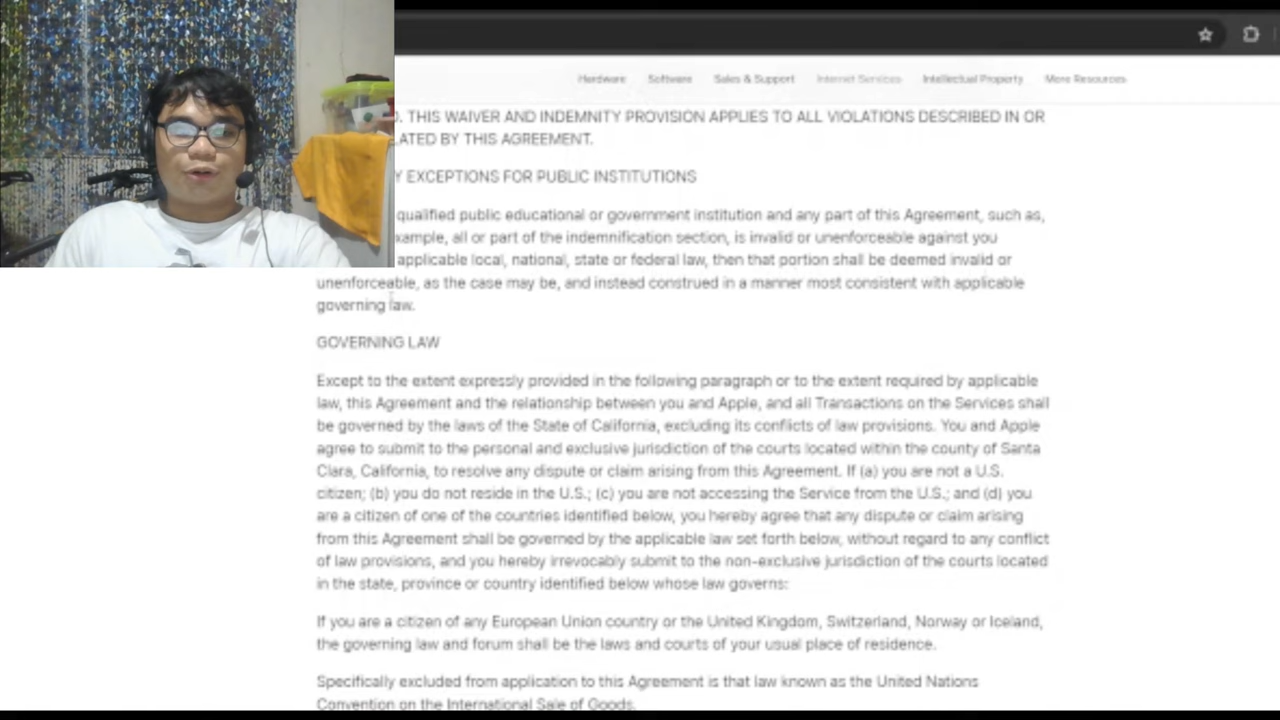 Hardware Software Sales & Support Internet Services Intellectual Property More Resources
. THIS WAIVER AND INDEMNITY PROVISION APPLIES TO ALL VIOLATIONS DESCRIBED IN OR
LATED BY THIS AGREEMENT.
Y EXCEPTIONS FOR PUBLIC INSTITUTIONS
qualified public educational or government institution and any part of this Agreement, such as,
xample, all or part of the indemnification section, is invalid or unenforceable against you
applicable local, national, state or federal law, then that portion shall be deemed invalid or
unenforceable, as the case may be, and instead construed in a manner most consistent with applicable
governing law.
GOVERNING LAW
Except to the extent expressly provided in the following paragraph or to the extent required by applicable
law, this Agreement and the relationship between you and Apple, and all Transactions on the Services shall
be governed by the laws of the State of California, excluding its conflicts of law provisions. You and Apple
agree to submit to the personal and exclusive jurisdiction of the courts located within the county of Santa
Clara, California, to resolve any dispute or claim arising from this Agreement. If (a) you are not a U.S.
citizen; (b) you do not reside in the U.S.; (c) you are not accessing the Service from the U.S.; and (d) you
are a citizen of one of the countries identified below, you hereby agree that any dispute or claim arising
from this Agreement shall be governed by the applicable law set forth below, without regard to any conflict
of law provisions, and you hereby irrevocably submit to the non-exclusive jurisdiction of the courts located
in the state, province or country identified below whose law governs:
If you are a citizen of any European Union country or the United Kingdom, Switzerland, Norway or Iceland,
the governing law and forum shall be the laws and courts of your usual place of residence.
Specifically excluded from application to this Agreement is that law known as the United Nations
Convention on the International Sale of Goods.